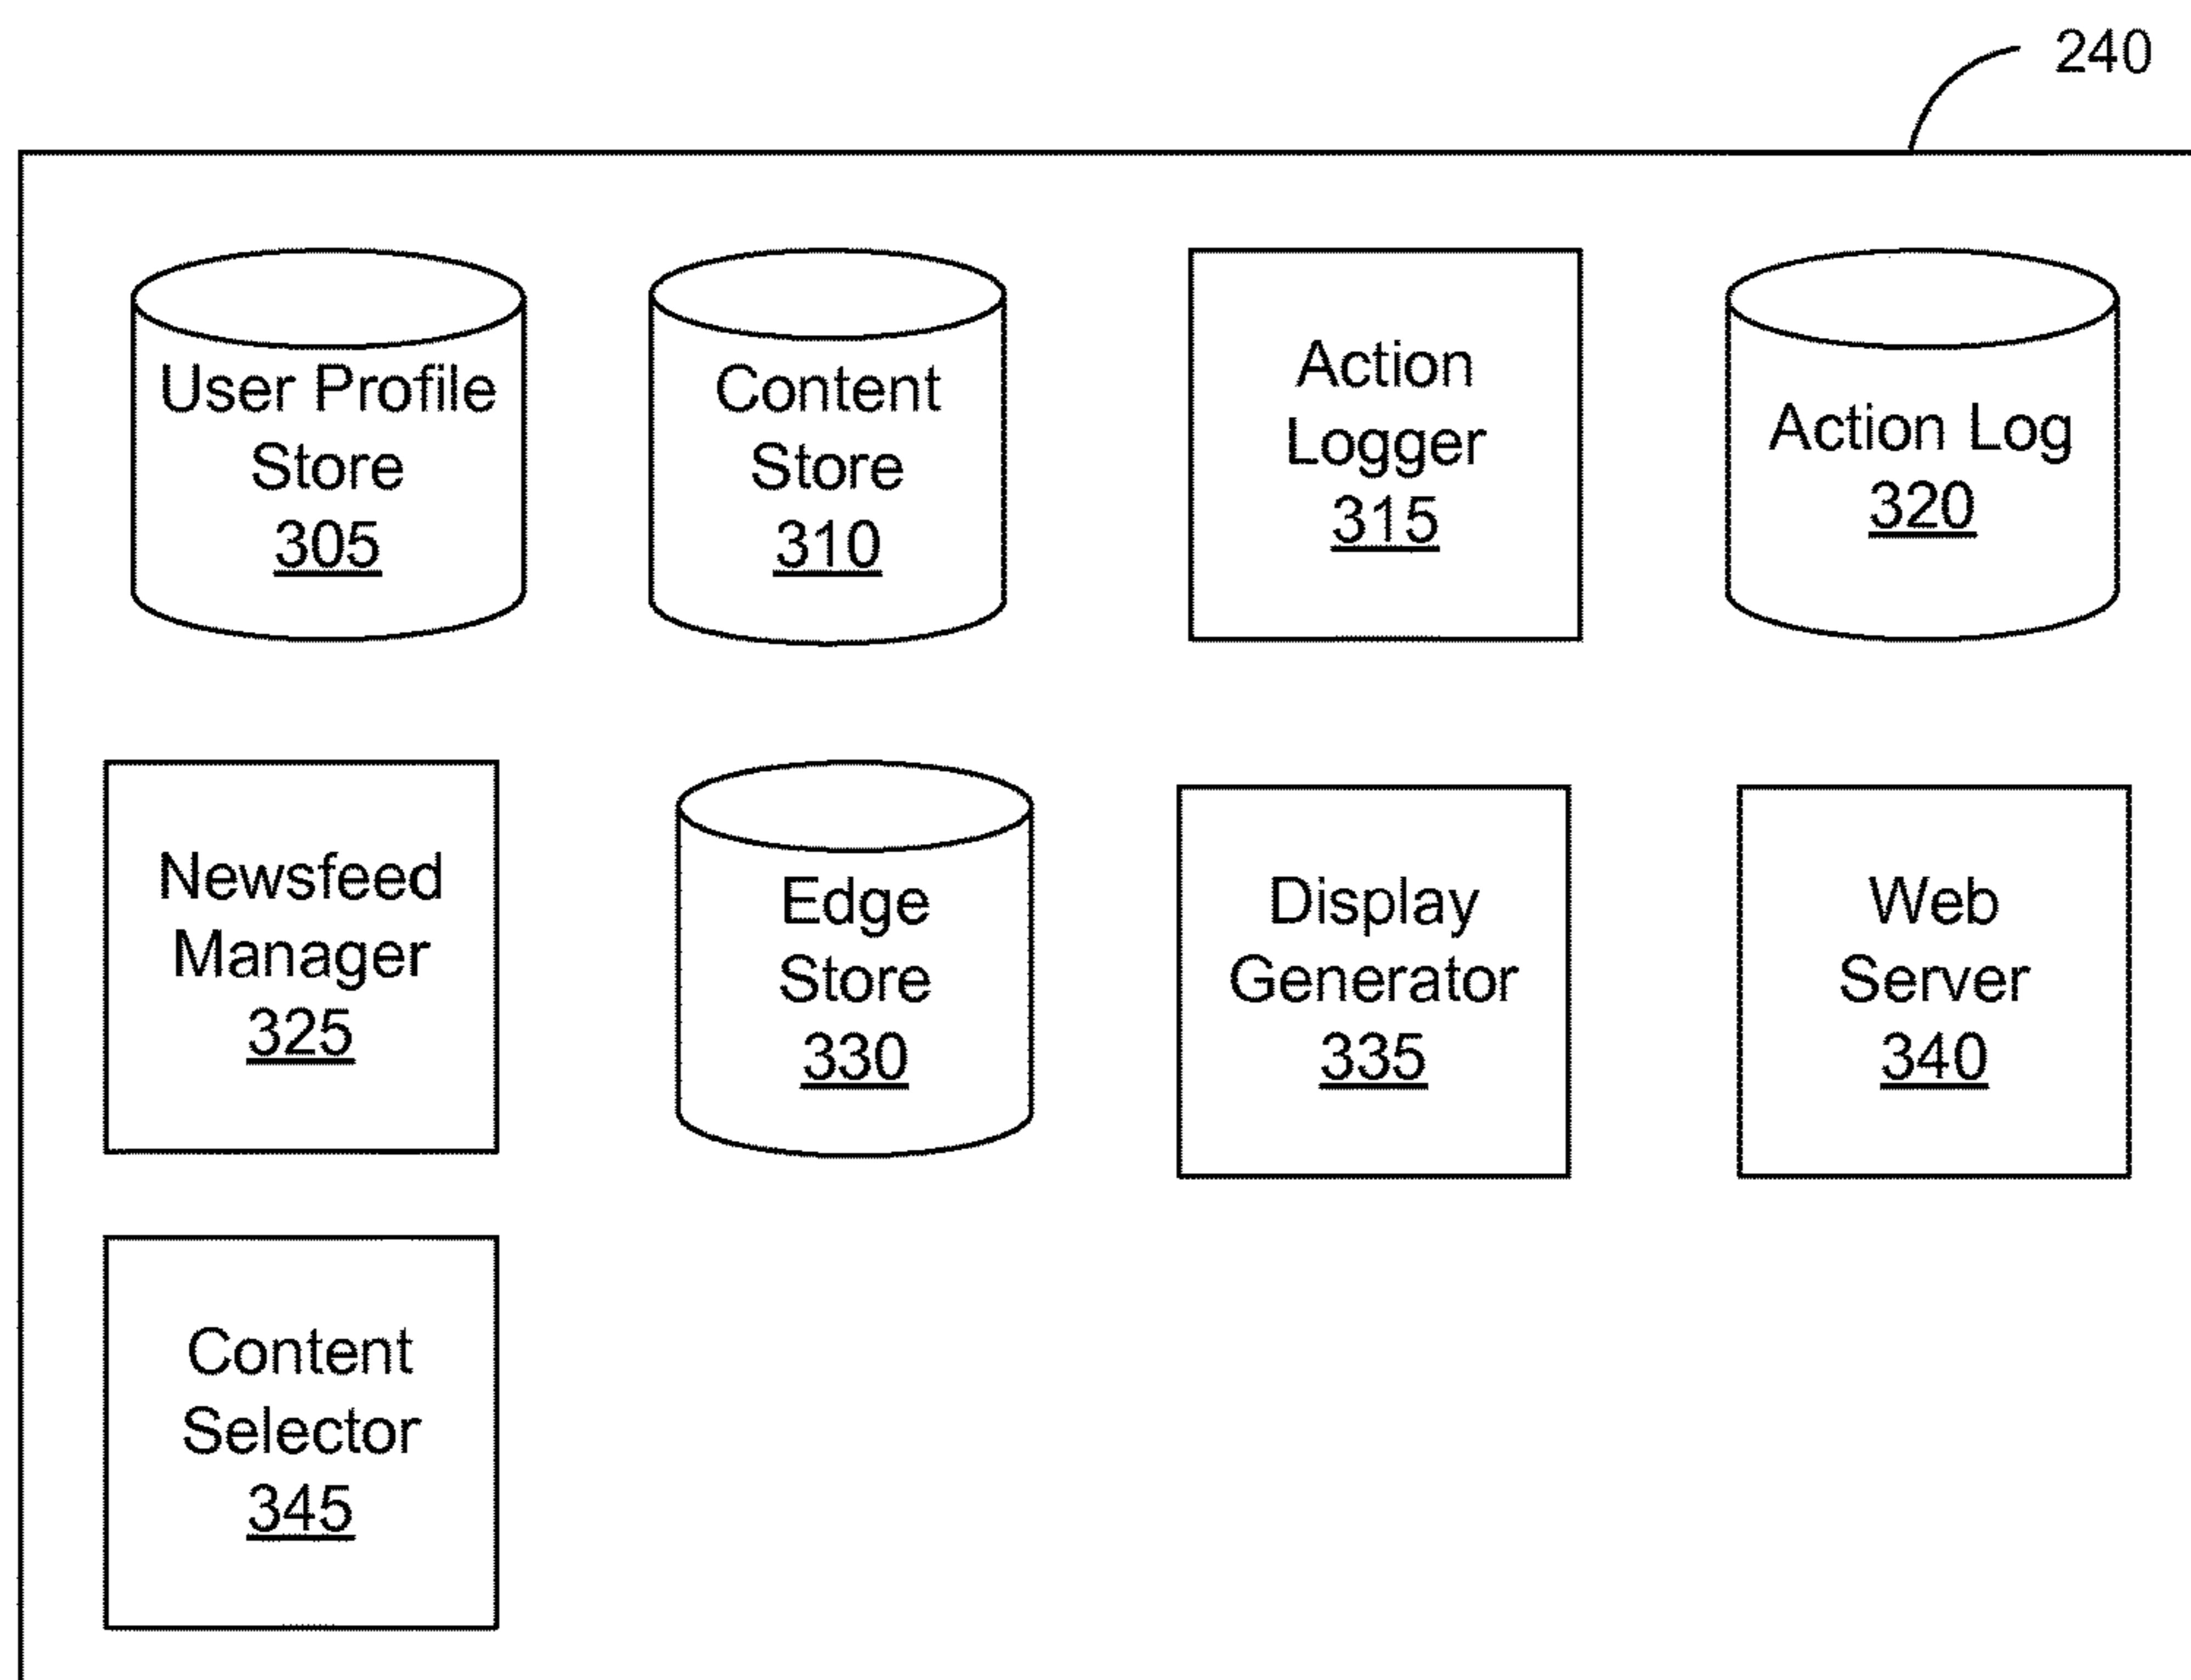 240
User Profile
Store
305
Content
Store
310
Action
Logger
315
Action Log
320
Newsfeed
Manager
325
Edge
Store
330
Display
Generator
335
Web
Server
340
Content
Selector
345